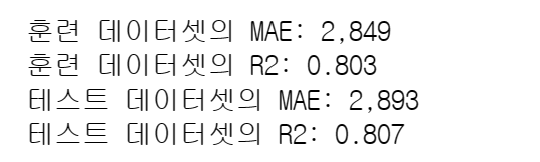 훈련 데이터셋의 MAE: 2,849
훈련 데이터셋의 R2: 0.803
테스트 데이터셋의 MAE: 2,893
테스트 데이터셋의 R2: 0.807